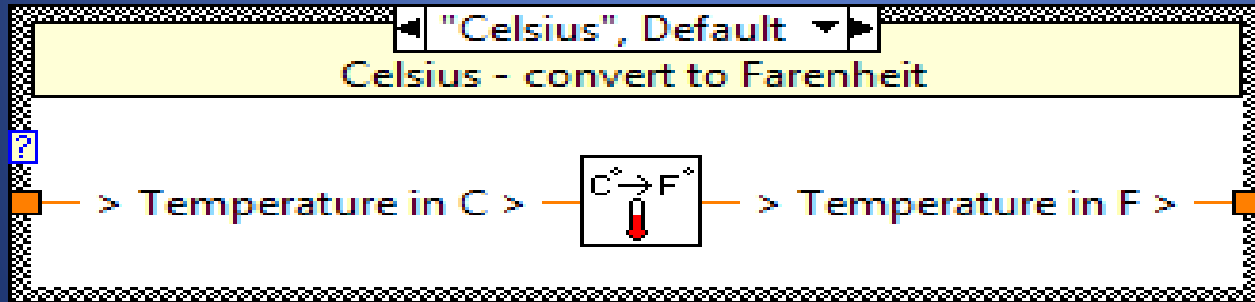 "Celsius", Default
Celsius - convert to Farenheit
?
> Temperature in C > C°→F° > Temperature in F >